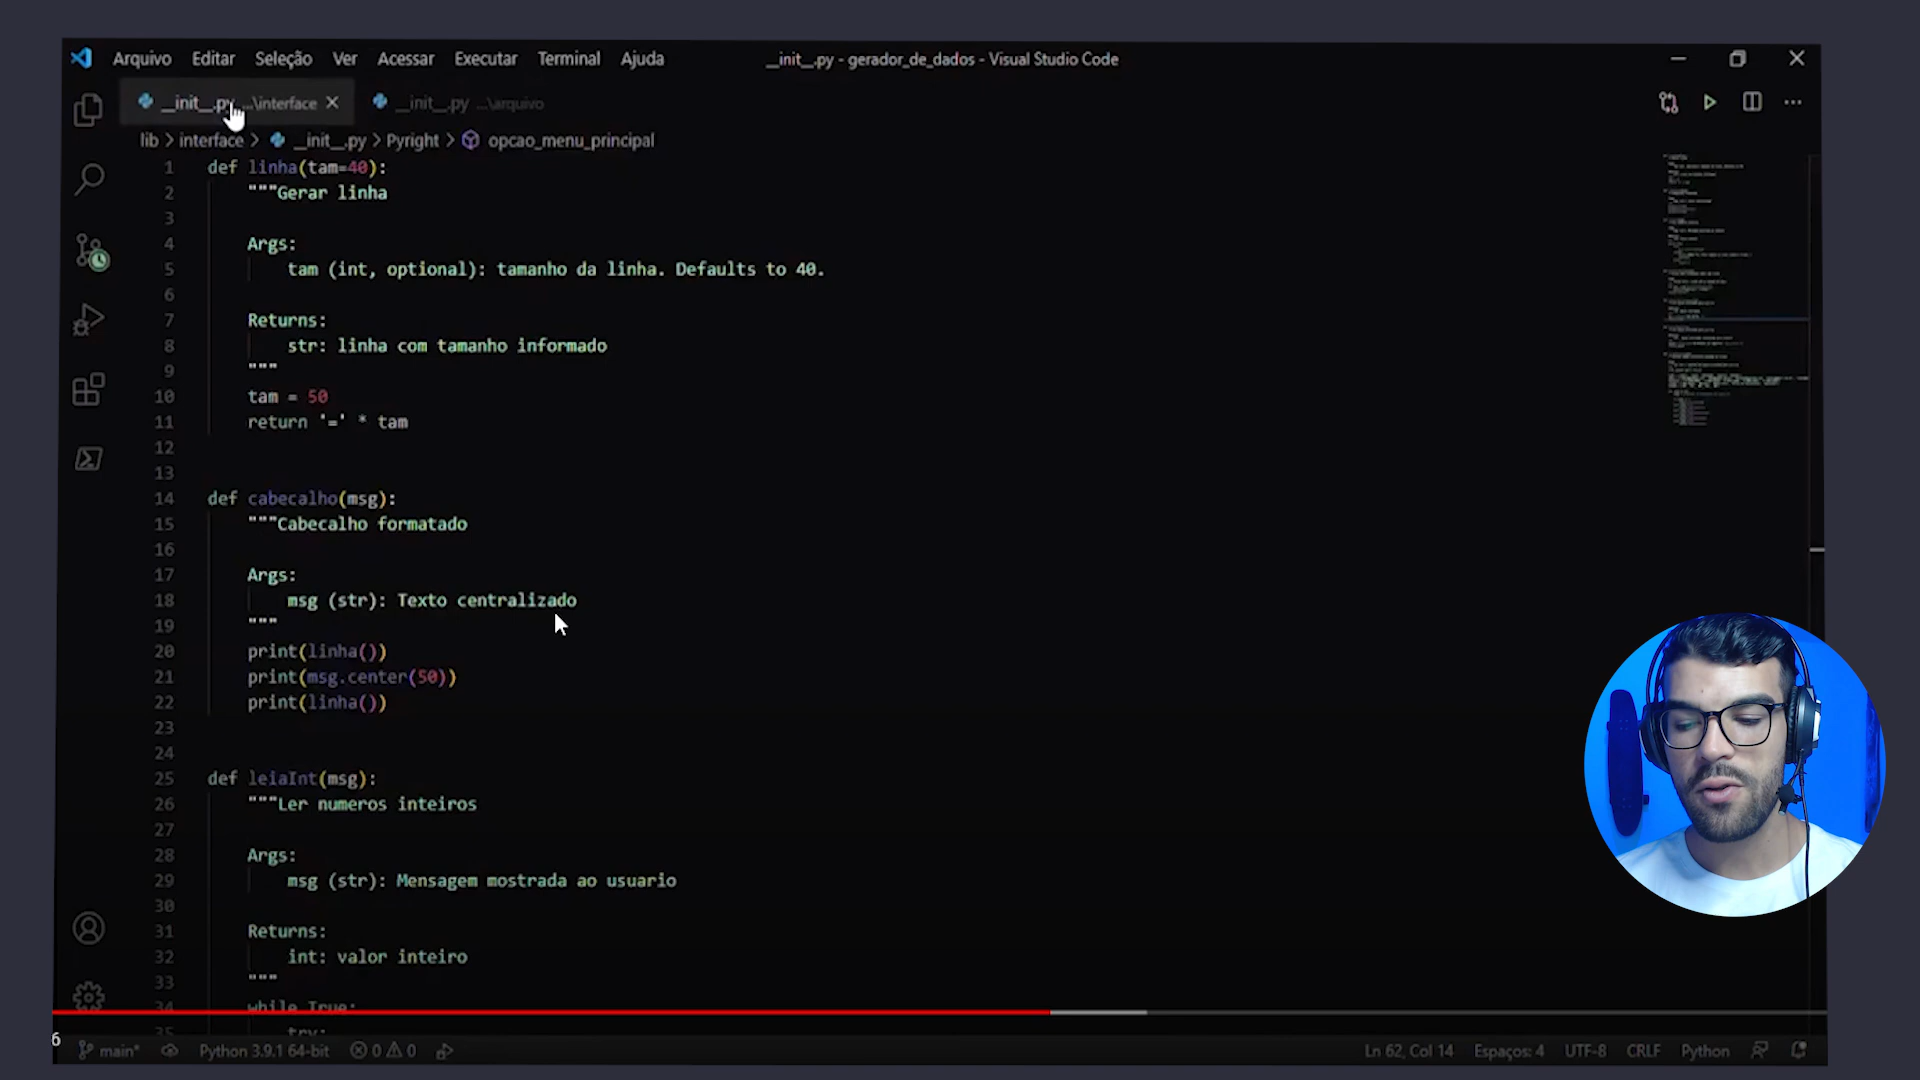 Arquivo Editar Seleção Ver Acessar Executar Terminal Ajuda __init__.py - gerador_de_dados - Visual Studio Code
__init__.py ...\interface × __init__.py ...\arquivo
lib > interface > __init__.py > Pyright > opcao_menu_principal
1 def linha(tam=40):
2 """Gerar linha
3
4 Args:
5 tam (int, optional): tamanho da linha. Defaults to 40.
6
7 Returns:
8 str: linha com tamanho informado
9 """
10 tam = 50
11 return '=' * tam
12
13
14 def cabecalho(msg):
15 """Cabecalho formatado
16
17 Args:
18 msg (str): Texto centralizado
19 """
20 print(linha())
21 print(msg.center(50))
22 print(linha())
23
24
25 def leiaInt(msg):
26 """Ler numeros inteiros
27
28 Args:
29 msg (str): Mensagem mostrada ao usuario
30
31 Returns:
32 int: valor inteiro
33 """
34 while True:
35 try:
6
main* Python 3.9.1 64-bit 0 0 Ln 62, Col 14 Espaços: 4 UTF-8 CRLF Python